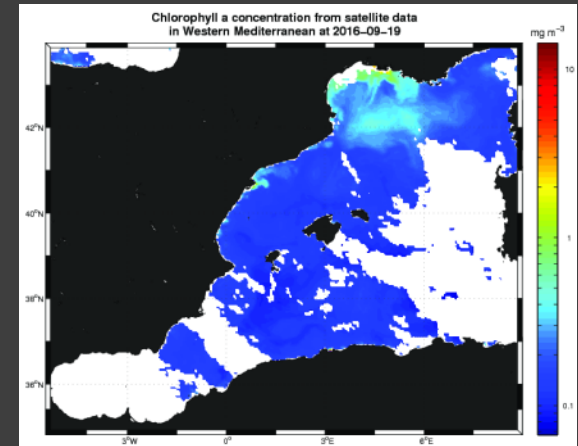 Chlorophyll a concentration from satellite data
in Western Mediterranean at 2016-09-19
mg m⁻³
10
1
0.1
42°N
40°N
38°N
36°N
3°W
0°
3°E
6°E